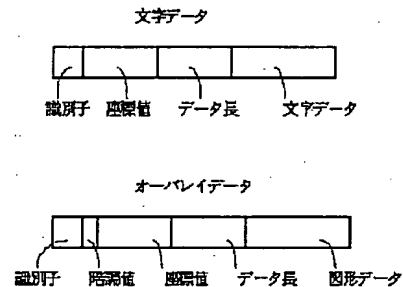 文字データ
識別子 座標値 データ長 文字データ
オーバレイデータ
識別子 階調値 座標値 データ長 図形データ